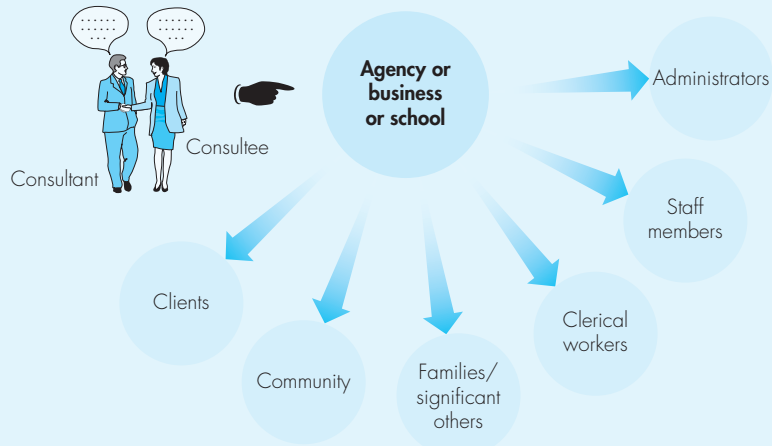 Agency or
business
or school
Administrators
Consultee
Consultant
Staff
members
Clients
Clerical
workers
Community
Families/
significant
others